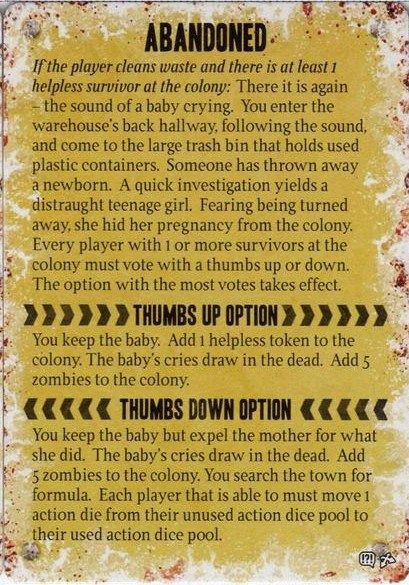 ABANDONED
If the player cleans waste and there is at least 1
helpless survivor at the colony: There it is again
– the sound of a baby crying. You enter the
warehouse's back hallway, following the sound,
and come to the large trash bin that holds used
plastic containers. Someone has thrown away
a newborn. A quick investigation yields a
distraught teenage girl. Fearing being turned
away, she hid her pregnancy from the colony.
Every player with 1 or more survivors at the
colony must vote with a thumbs up or down.
The option with the most votes takes effect.
THUMBS UP OPTION
You keep the baby. Add 1 helpless token to the
colony. The baby's cries draw in the dead. Add 5
zombies to the colony.
THUMBS DOWN OPTION
You keep the baby but expel the mother for what
she did. The baby's cries draw in the dead. Add
5 zombies to the colony. You search the town for
formula. Each player that is able to must move 1
action die from their unused action dice pool to
their used action dice pool.
[?!]